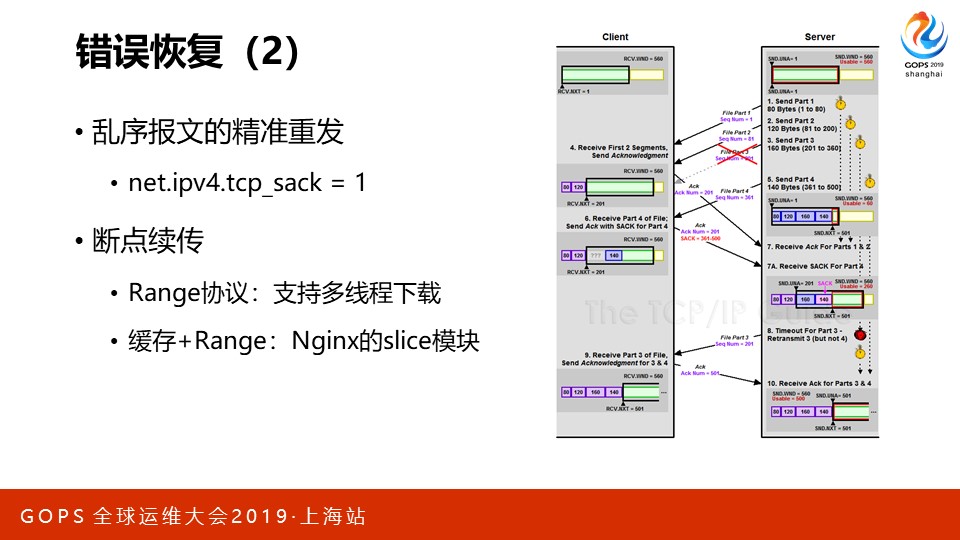 错误恢复（2）
• 乱序报文的精准重发
• net.ipv4.tcp_sack = 1
• 断点续传
• Range协议：支持多线程下载
• 缓存+Range：Nginx的slice模块
GOPS 2019
shanghai
Client
Server
RCV.WND = 560
RCV.NXT = 1
SND.UNA= 1
SND.WND = 560
Usable = 560
SND.UNA= 1
1. Send Part 1
80 Bytes (1 to 80)
2. Send Part 2
120 Bytes (81 to 200)
3. Send Part 3
160 Bytes (201 to 360)
File Part 1
Seq Num = 1
File Part 2
Seq Num = 81
File Part 3
Seq Num = 201
4. Receive First 2 Segments,
Send Acknowledgment
RCV.WND = 560
80 120
RCV.NXT = 201
Ack
Ack Num = 201
File Part 4
Seq Num = 361
5. Send Part 4
140 Bytes (361 to 500)
SND.UNA= 1
SND.WND = 560
Usable = 60
80 120 160 140
SND.NXT = 501
6. Receive Part 4 of File;
Send Ack with SACK for Part 4
RCV.WND = 560
80 120 ??? 140
RCV.NXT = 201
Ack
Ack Num = 201
SACK = 361-500
7. Receive Ack For Parts 1 & 2
7A. Receive SACK For Part 4
SND.UNA= 201
SACK
SND.WND = 560
Usable = 260
80 120 160 140
SND.NXT = 501
The TCP/IP Guide
8. Timeout For Part 3 -
Retransmit 3 (but not 4)
File Part 3
Seq Num = 201
9. Receive Part 3 of File,
Send Acknowledgment for 3 & 4
RCV.WND = 560
80 120 160 140 ...
RCV.NXT = 501
Ack
Ack Num = 501
10. Receive Ack for Parts 3 & 4
SND.WND = 560
Usable = 500
SND.UNA= 501
80 120 160 140 ...
SND.NXT = 501
GOPS 全球运维大会2019·上海站